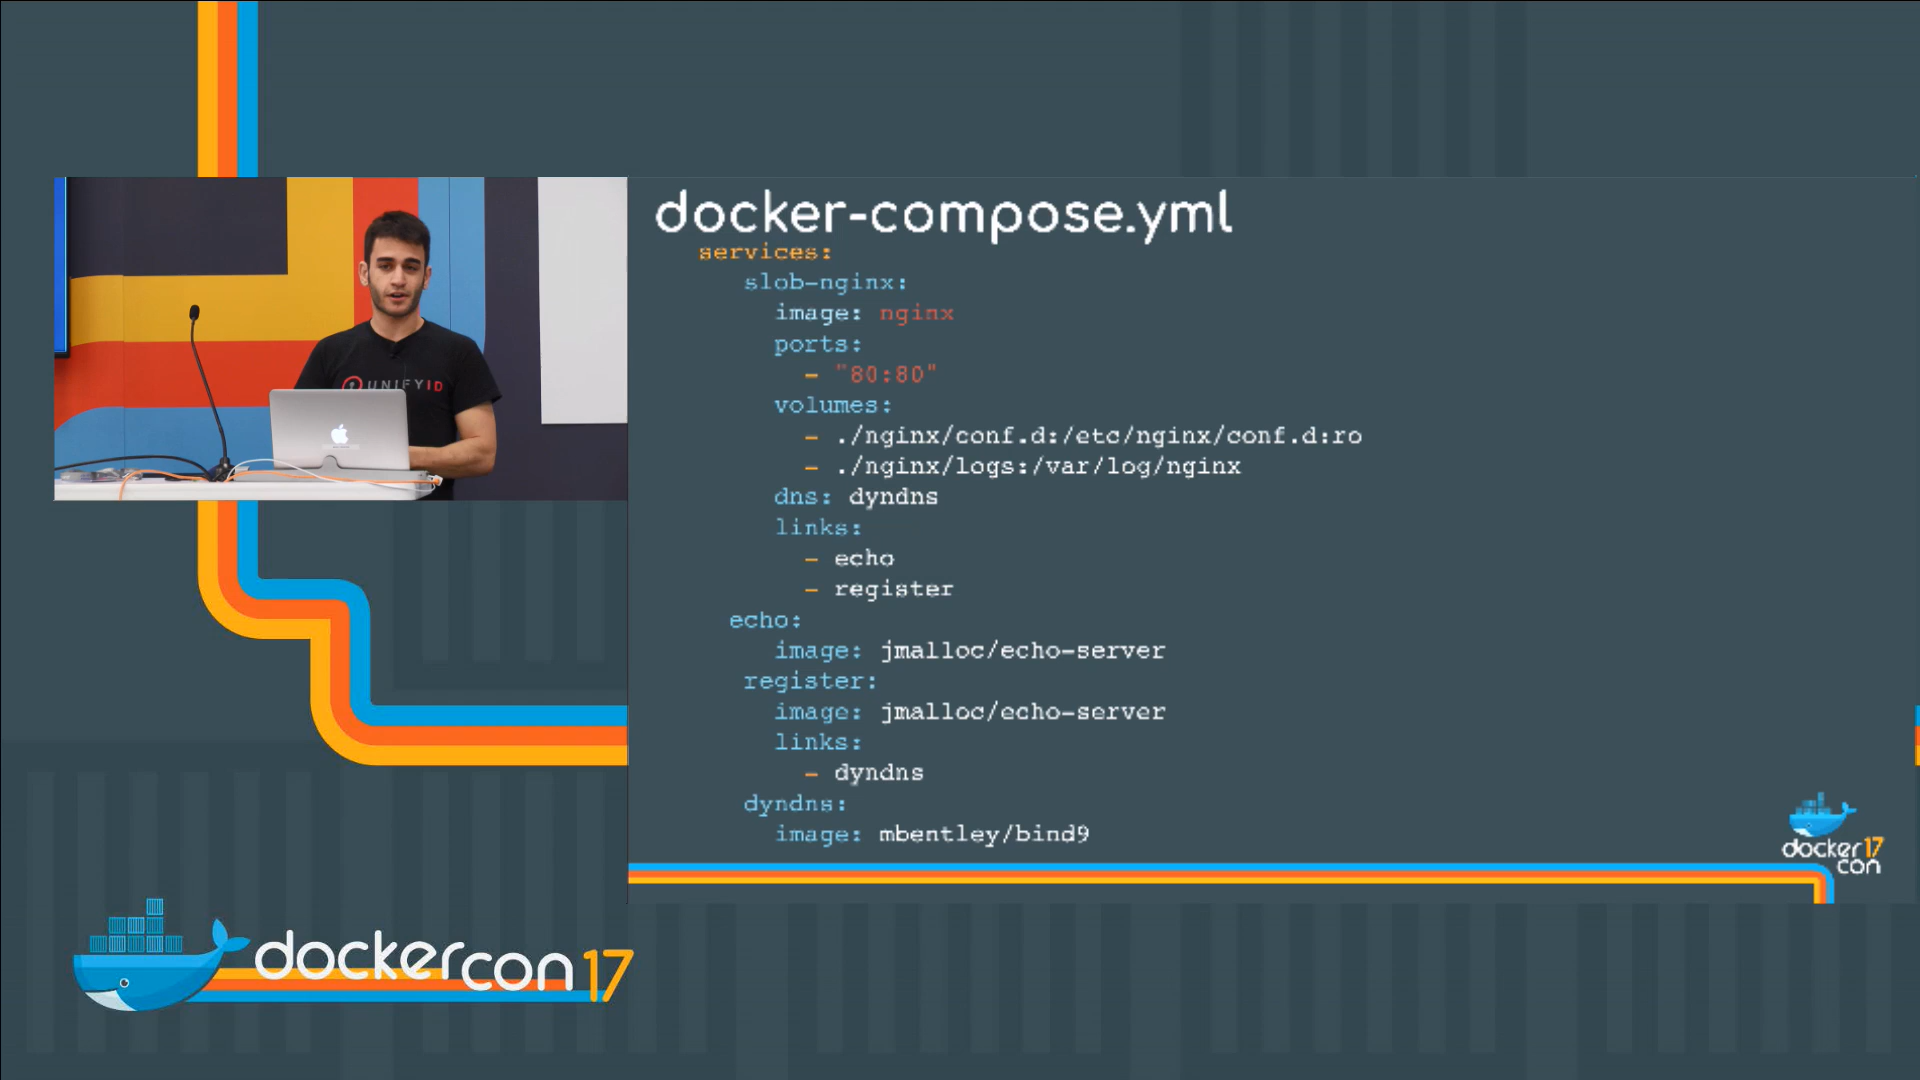 UNIFYID
docker-compose.yml
services:
slob-nginx:
image: nginx
ports:
- "80:80"
volumes:
- ./nginx/conf.d:/etc/nginx/conf.d:ro
- ./nginx/logs:/var/log/nginx
dns: dyndns
links:
- echo
- register
echo:
image: jmalloc/echo-server
register:
image: jmalloc/echo-server
links:
- dyndns
dyndns:
image: mbentley/bind9
docker 17
con
dockercon 17